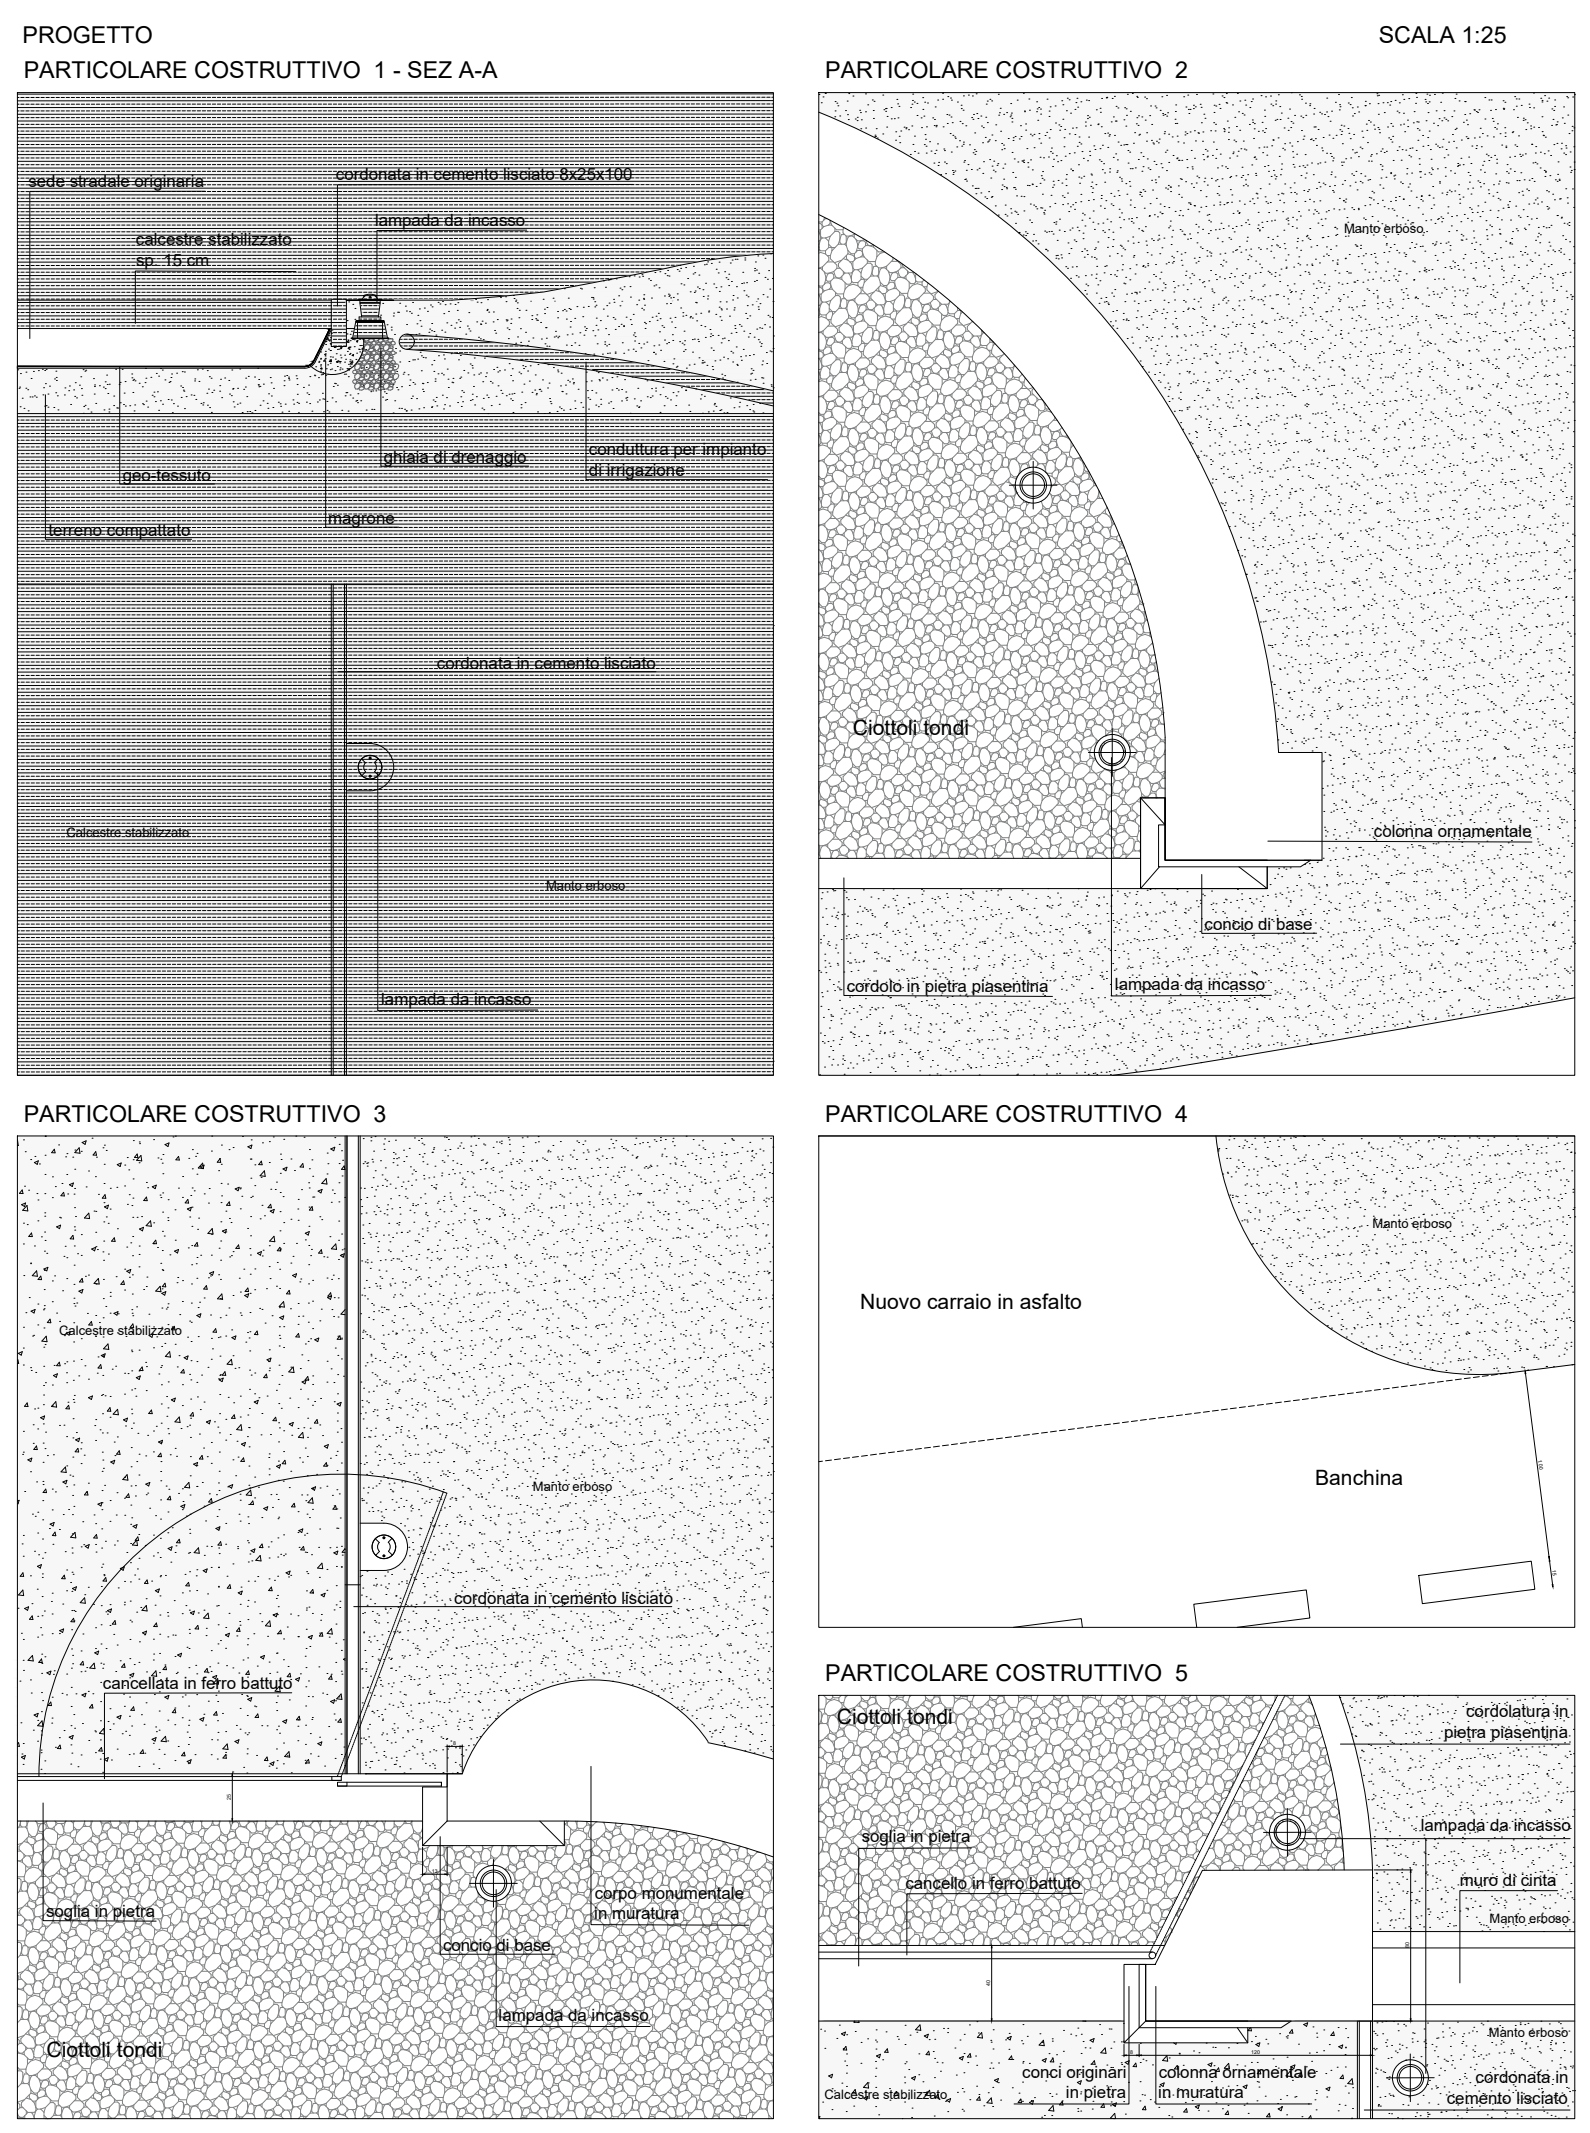 PROGETTO
SCALA 1:25
PARTICOLARE COSTRUTTIVO 1 - SEZ A-A
sede stradale originaria
cordonata in cemento lisciato 8x25x100
lampada da incasso
calcestre stabilizzato
sp. 15 cm
conduttura per impianto
di irrigazione
ghiaia di drenaggio
geo-tessuto
magrone
terreno compattato
cordonata in cemento lisciato
Calcestre stabilizzato
Manto erboso
lampada da incasso
PARTICOLARE COSTRUTTIVO 2
Manto erboso
Ciottoli tondi
colonna ornamentale
concio di base
cordolo in pietra piasentina
lampada da incasso
PARTICOLARE COSTRUTTIVO 3
Calcestre stabilizzato
Manto erboso
cordonata in cemento lisciato
cancellata in ferro battuto
25
soglia in pietra
corpo monumentale
in muratura
concio di base
lampada da incasso
Ciottoli tondi
PARTICOLARE COSTRUTTIVO 4
Manto erboso
Nuovo carraio in asfalto
Banchina
100
15
PARTICOLARE COSTRUTTIVO 5
Ciottoli tondi
cordolatura in
pietra piasentina
lampada da incasso
soglia in pietra
cancello in ferro battuto
muro di cinta
Manto erboso
80
40
Manto erboso
120
conci originari
in pietra
colonna ornamentale
in muratura
Calcestre stabilizzato
cordonata in
cemento lisciato